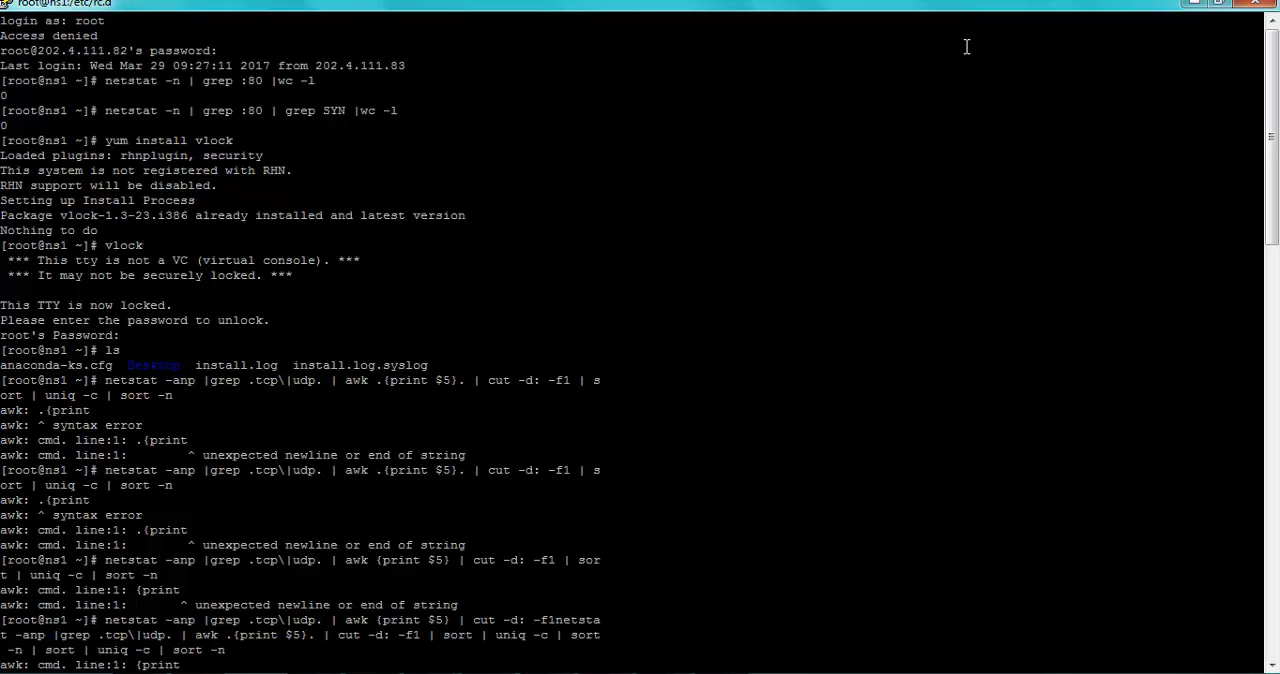 root@ns1:/etc/rc.d
login as: root
Access denied
root@202.4.111.82's password:
Last login: Wed Mar 29 09:27:11 2017 from 202.4.111.83
[root@ns1 ~]# netstat -n | grep :80 |wc -l
0
[root@ns1 ~]# netstat -n | grep :80 | grep SYN |wc -l
0
[root@ns1 ~]# yum install vlock
Loaded plugins: rhnplugin, security
This system is not registered with RHN.
RHN support will be disabled.
Setting up Install Process
Package vlock-1.3-23.i386 already installed and latest version
Nothing to do
[root@ns1 ~]# vlock
 *** This tty is not a VC (virtual console). ***
 *** It may not be securely locked. ***

This TTY is now locked.
Please enter the password to unlock.
root's Password:
[root@ns1 ~]# ls
anaconda-ks.cfg  Desktop  install.log  install.log.syslog
[root@ns1 ~]# netstat -anp |grep .tcp\|udp. | awk .{print $5}. | cut -d: -f1 | s
ort | uniq -c | sort -n
awk: .{print
awk: ^ syntax error
awk: cmd. line:1: .{print
awk: cmd. line:1:        ^ unexpected newline or end of string
[root@ns1 ~]# netstat -anp |grep .tcp\|udp. | awk .{print $5}. | cut -d: -f1 | s
ort | uniq -c | sort -n
awk: .{print
awk: ^ syntax error
awk: cmd. line:1: .{print
awk: cmd. line:1:        ^ unexpected newline or end of string
[root@ns1 ~]# netstat -anp |grep .tcp\|udp. | awk {print $5} | cut -d: -f1 | sor
t | uniq -c | sort -n
awk: cmd. line:1: {print
awk: cmd. line:1:       ^ unexpected newline or end of string
[root@ns1 ~]# netstat -anp |grep .tcp\|udp. | awk {print $5} | cut -d: -f1netsta
t -anp |grep .tcp\|udp. | awk .{print $5}. | cut -d: -f1 | sort | uniq -c | sort
 -n | sort | uniq -c | sort -n
awk: cmd. line:1: {print